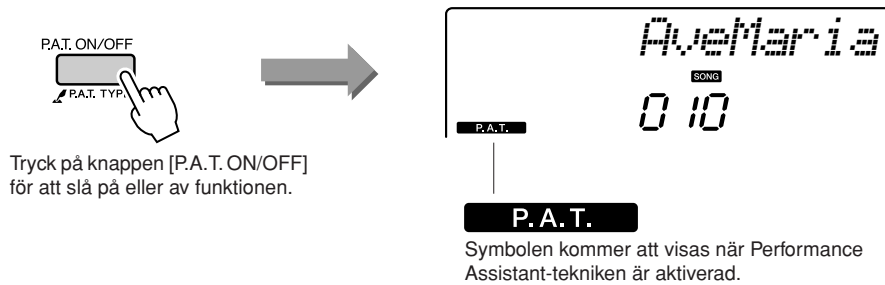 P.A.T. ON/OFF
P.A.T. TYP
Tryck på knappen [P.A.T. ON/OFF]
för att slå på eller av funktionen.
AveMaria
SONG
010
P.A.T.
P.A.T.
Symbolen kommer att visas när Performance
Assistant-tekniken är aktiverad.